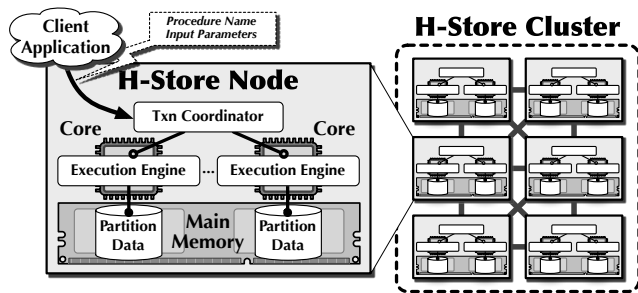 Client
Application
Procedure Name
Input Parameters
H-Store Cluster
H-Store Node
Txn Coordinator
Core
Core
Execution Engine
...
Execution Engine
Partition
Data
Main
Memory
Partition
Data